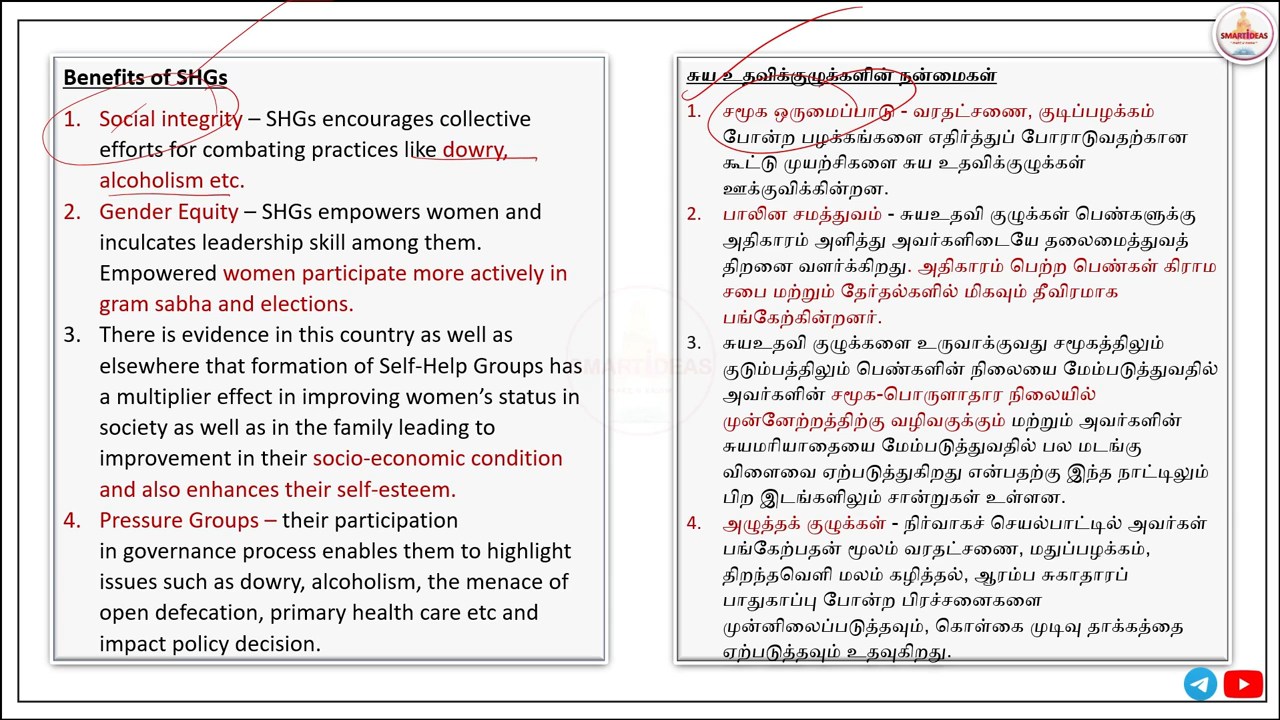 Benefits of SHGs
1. Social integrity – SHGs encourages collective
efforts for combating practices like dowry,
alcoholism etc.
2. Gender Equity – SHGs empowers women and
inculcates leadership skill among them.
Empowered women participate more actively in
gram sabha and elections.
3. There is evidence in this country as well as
elsewhere that formation of Self-Help Groups has
a multiplier effect in improving women's status in
society as well as in the family leading to
improvement in their socio-economic condition
and also enhances their self-esteem.
4. Pressure Groups – their participation
in governance process enables them to highlight
issues such as dowry, alcoholism, the menace of
open defecation, primary health care etc and
impact policy decision.
சுய உதவிக்குழுக்களின் நன்மைகள்
1. சமூக ஒருமைப்பாடு - வரதட்சணை, குடிப்பழக்கம்
போன்ற பழக்கங்களை எதிர்த்துப் போராடுவதற்கான
கூட்டு முயற்சிகளை சுய உதவிக்குழுக்கள்
ஊக்குவிக்கின்றன.
2. பாலின சமத்துவம் - சுயஉதவி குழுக்கள் பெண்களுக்கு
அதிகாரம் அளித்து அவர்களிடையே தலைமைத்துவத்
திறனை வளர்க்கிறது. அதிகாரம் பெற்ற பெண்கள் கிராம
சபை மற்றும் தேர்தல்களில் மிகவும் தீவிரமாக
பங்கேற்கின்றனர்.
3. சுயஉதவி குழுக்களை உருவாக்குவது சமூகத்திலும்
குடும்பத்திலும் பெண்களின் நிலையை மேம்படுத்துவதில்
அவர்களின் சமூக-பொருளாதார நிலையில்
முன்னேற்றத்திற்கு வழிவகுக்கும் மற்றும் அவர்களின்
சுயமரியாதையை மேம்படுத்துவதில் பல மடங்கு
விளைவை ஏற்படுத்துகிறது என்பதற்கு இந்த நாட்டிலும்
பிற இடங்களிலும் சான்றுகள் உள்ளன.
4. அழுத்தக் குழுக்கள் - நிர்வாகச் செயல்பாட்டில் அவர்கள்
பங்கேற்பதன் மூலம் வரதட்சணை, மதுப்பழக்கம்,
திறந்தவெளி மலம் கழித்தல், ஆரம்ப சுகாதாரப்
பாதுகாப்பு போன்ற பிரச்சனைகளை
முன்னிலைப்படுத்தவும், கொள்கை முடிவு தாக்கத்தை
ஏற்படுத்தவும் உதவுகிறது.
SMARTIDEAS
SMARTIDEAS